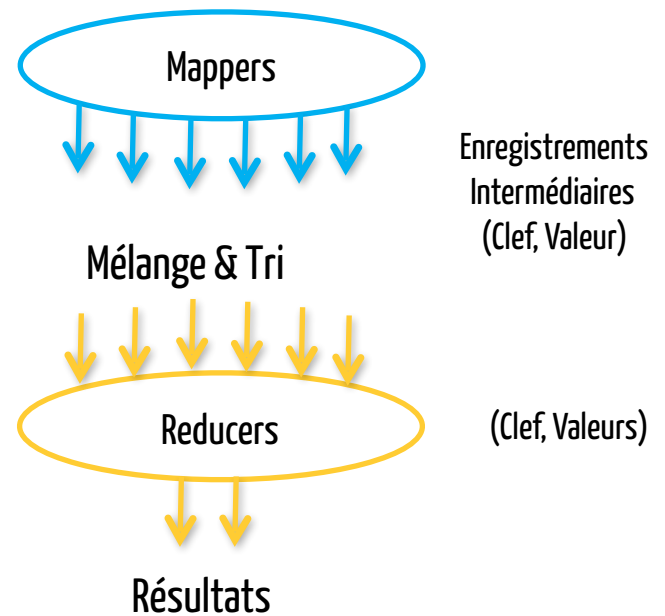 Mappers
Enregistrements
Intermédiaires
(Clef, Valeur)
Mélange & Tri
Reducers
(Clef, Valeurs)
Résultats